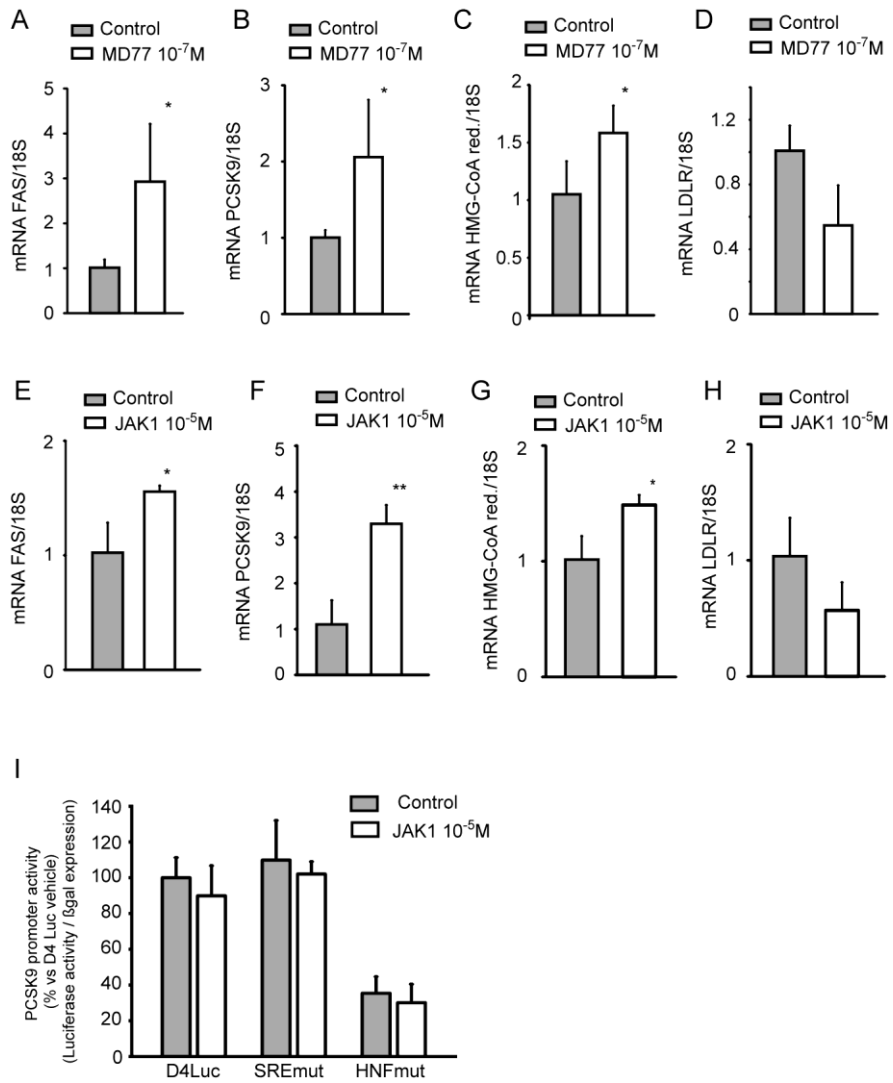 A
Control
MD77 10⁻⁷M
mRNA FAS/18S
5
4
3
2
1
0
*
B
Control
MD77 10⁻⁷M
mRNA PCSK9/18S
3
2
1
0
*
C
Control
MD77 10⁻⁷M
mRNA HMG-CoA red./18S
2
1.5
1
0.5
0
*
D
Control
MD77 10⁻⁷M
mRNA LDLR/18S
1.2
0.8
0.4
0
E
Control
JAK1 10⁻⁵M
mRNA FAS/18S
2
1
0
*
F
Control
JAK1 10⁻⁵M
mRNA PCSK9/18S
5
4
3
2
1
0
**
G
Control
JAK1 10⁻⁵M
mRNA HMG-CoA red./18S
2
1
0
*
H
Control
JAK1 10⁻⁵M
mRNA LDLR/18S
2
1
0
I
Control
JAK1 10⁻⁵M
PCSK9 promoter activity
(% vs D4 Luc vehicle)
(Luciferase activity / ßgal expression)
140
120
100
80
60
40
20
0
D4Luc SREmut HNFmut